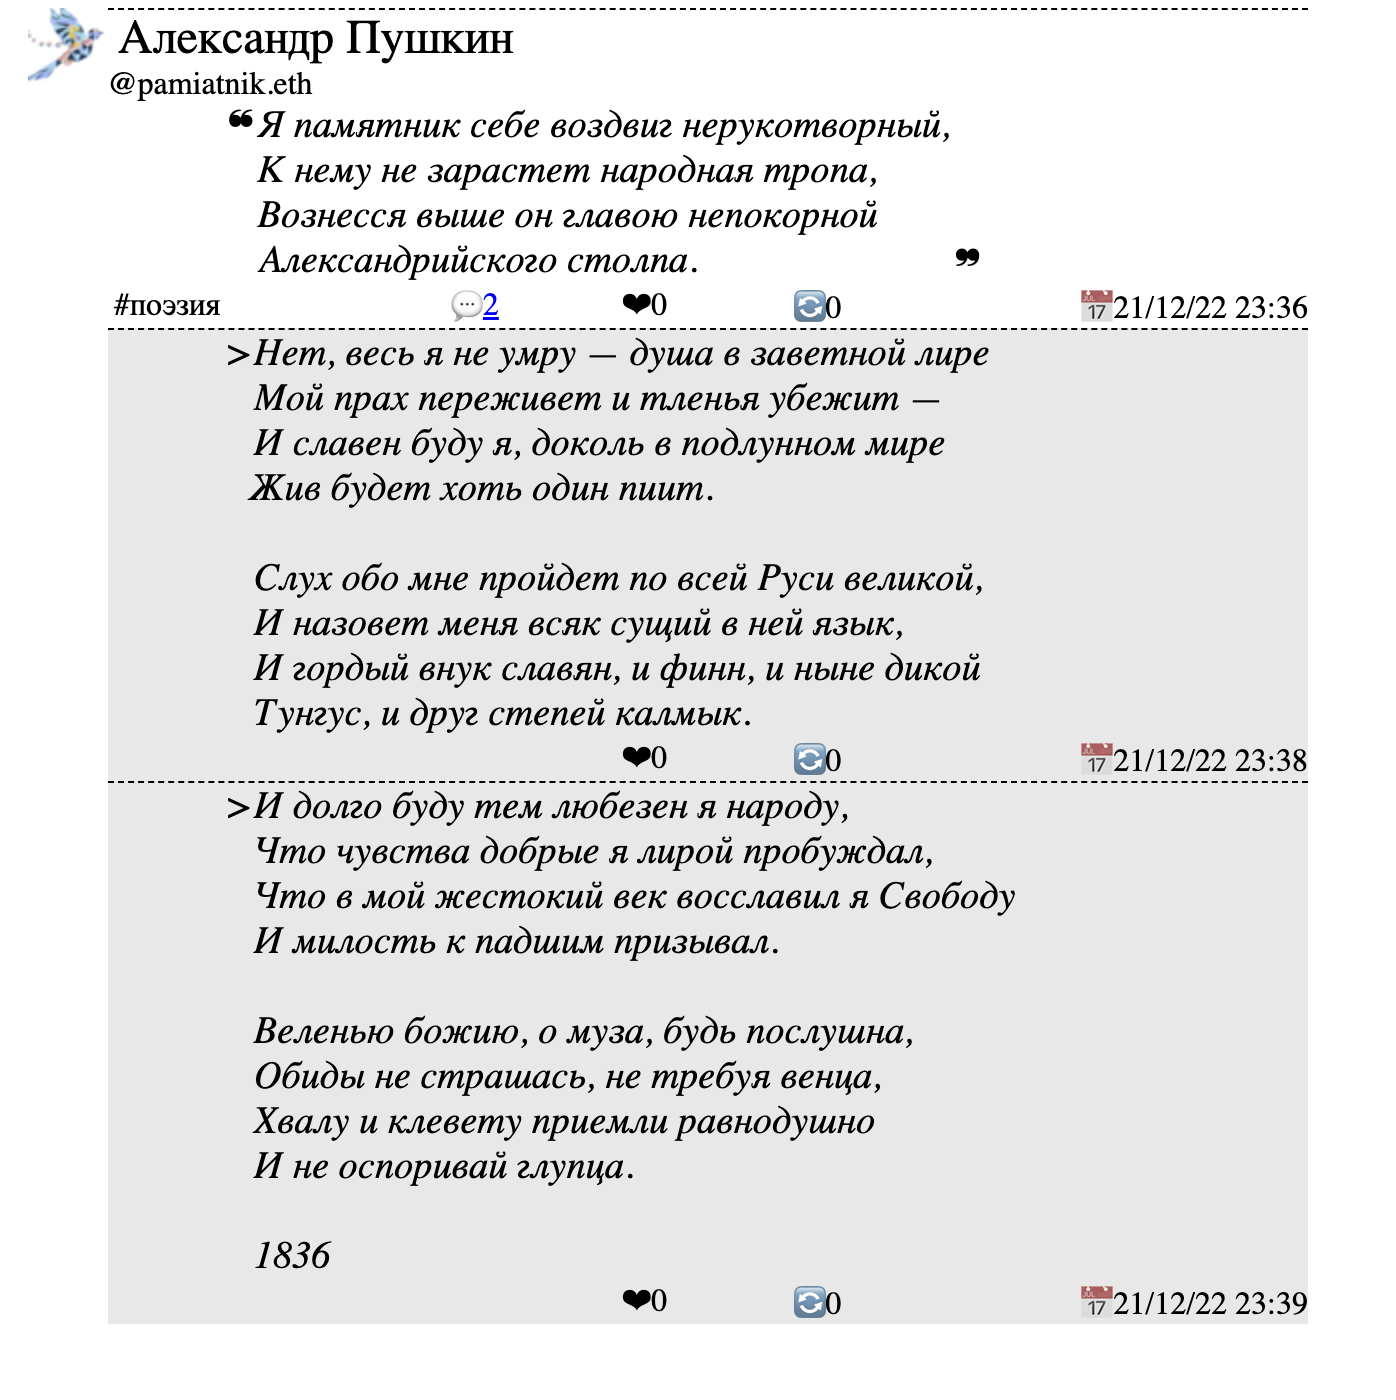 Александр Пушкин
@pamiatnik.eth
❝Я памятник себе воздвиг нерукотворный,
К нему не зарастет народная тропа,
Вознесся выше он главою непокорной
Александрийского столпа. ❞
#поэзия 💬2 ❤0 🔄0 📅21/12/22 23:36
>Нет, весь я не умру — душа в заветной лире
Мой прах переживет и тленья убежит —
И славен буду я, доколь в подлунном мире
Жив будет хоть один пиит.

Слух обо мне пройдет по всей Руси великой,
И назовет меня всяк сущий в ней язык,
И гордый внук славян, и финн, и ныне дикой
Тунгус, и друг степей калмык.
❤0 🔄0 📅21/12/22 23:38
>И долго буду тем любезен я народу,
Что чувства добрые я лирой пробуждал,
Что в мой жестокий век восславил я Свободу
И милость к падшим призывал.

Веленью божию, о муза, будь послушна,
Обиды не страшась, не требуя венца,
Хвалу и клевету приемли равнодушно
И не оспоривай глупца.

1836
❤0 🔄0 📅21/12/22 23:39